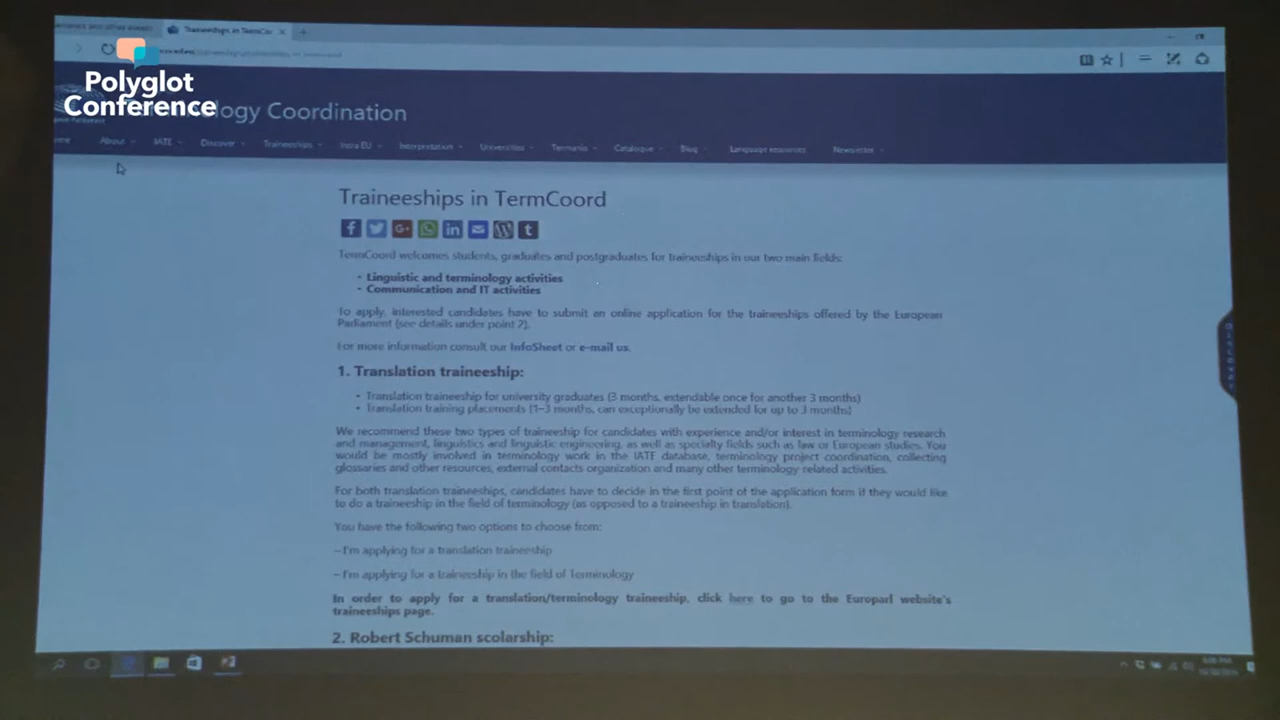 Traineeships in TermCoo
Polyglot
Conference
ogy Coordination
About
IATE
Discover
Traineeships
Intra EU
Interpretation
Universities
Termania
Catalogue
Blog
Language resources
Newsletter
Traineeships in TermCoord
TermCoord welcomes students, graduates and postgraduates for traineeships in our two main fields:
• Linguistic and terminology activities
• Communication and IT activities
To apply, interested candidates have to submit an online application for the traineeships offered by the European
Parliament (see details under point 2).
For more information consult our InfoSheet or e-mail us.
1. Translation traineeship:
• Translation traineeship for university graduates (3 months, extendable once for another 3 months)
• Translation training placements (1–3 months, can exceptionally be extended for up to 3 months)
We recommend these two types of traineeship for candidates with experience and/or interest in terminology research
and management, linguistics and linguistic engineering, as well as specialty fields such as law or European studies. You
would be mostly involved in terminology work in the IATE database, terminology project coordination, collecting
glossaries and other resources, external contacts organization and many other terminology related activities.
For both translation traineeships, candidates have to decide in the first point of the application form if they would like
to do a traineeship in the field of terminology (as opposed to a traineeship in translation).
You have the following two options to choose from:
–I'm applying for a translation traineeship
–I'm applying for a traineeship in the field of Terminology
In order to apply for a translation/terminology traineeship, click here to go to the Europarl website's
traineeships page.
2. Robert Schuman scolarship: